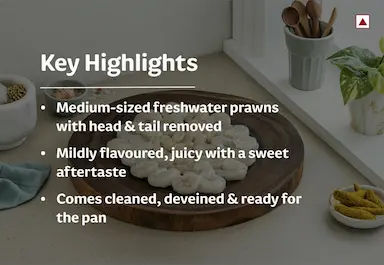 Key Highlights
• Medium-sized freshwater prawns
with head & tail removed
• Mildly flavoured, juicy with a sweet
aftertaste
• Comes cleaned, deveined & ready for
the pan